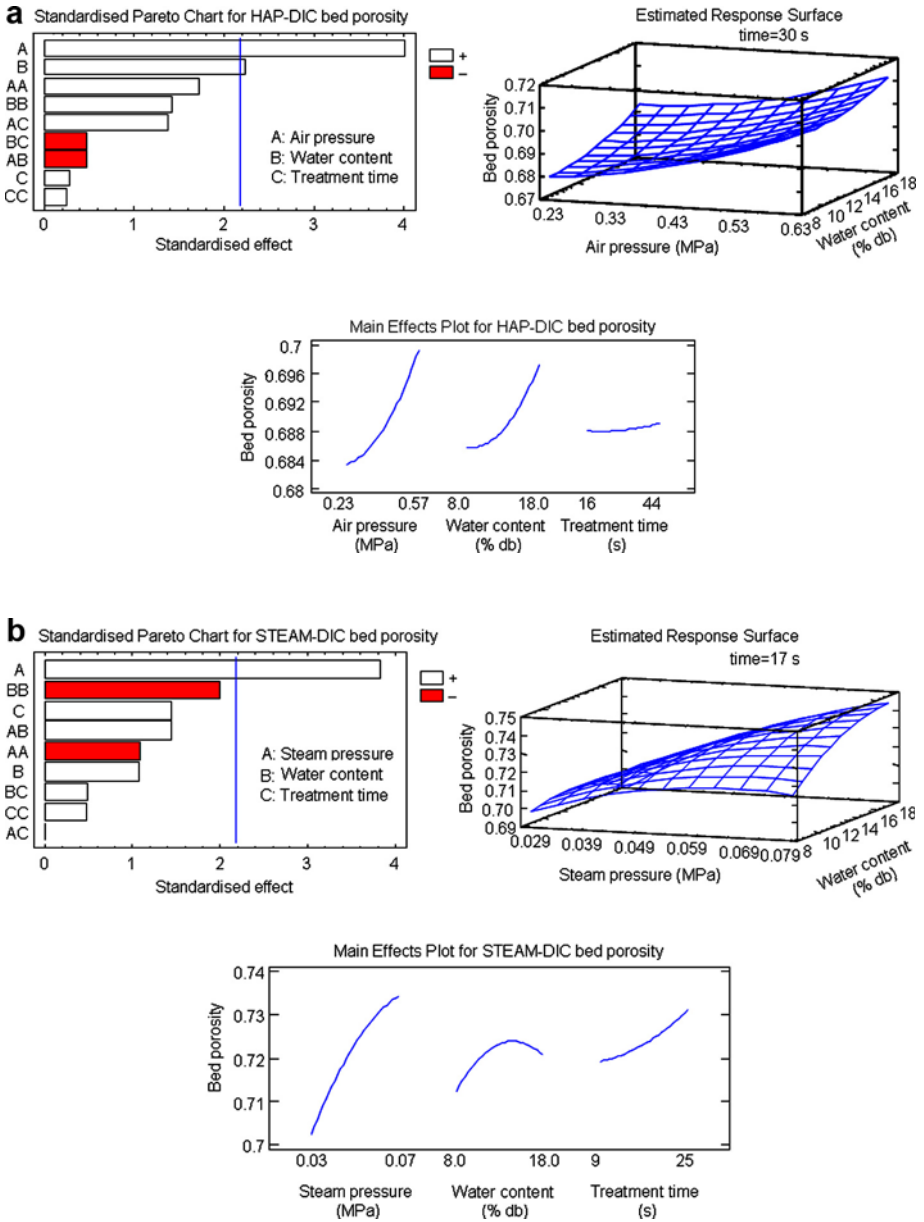 a
Standardised Pareto Chart for HAP-DIC bed porosity
A
B
AA
BB
AC
BC
AB
C
CC
+
−
A: Air pressure
B: Water content
C: Treatment time
0 1 2 3 4
Standardised effect
Estimated Response Surface
time=30 s
Bed porosity
0.72
0.71
0.70
0.69
0.68
0.67
0.23 0.33 0.43 0.53 0.63
Air pressure (MPa)
8 10 12 14 16 18
Water content
(% db)
Main Effects Plot for HAP-DIC bed porosity
Bed porosity
0.7
0.696
0.692
0.688
0.684
0.68
0.23 0.57 8.0 18.0 16 44
Air pressure Water content Treatment time
(MPa) (% db) (s)
b
Standardised Pareto Chart for STEAM-DIC bed porosity
A
BB
C
AB
AA
B
BC
CC
AC
+
−
A: Steam pressure
B: Water content
C: Treatment time
0 1 2 3 4
Standardised effect
Estimated Response Surface
time=17 s
Bed porosity
0.75
0.74
0.73
0.72
0.71
0.70
0.69
0.029 0.039 0.049 0.059 0.069 0.079
Steam pressure (MPa)
8 10 12 14 16 18
Water content
(% db)
Main Effects Plot for STEAM-DIC bed porosity
Bed porosity
0.74
0.73
0.72
0.71
0.7
0.03 0.07 8.0 18.0 9 25
Steam pressure Water content Treatment time
(MPa) (% db) (s)